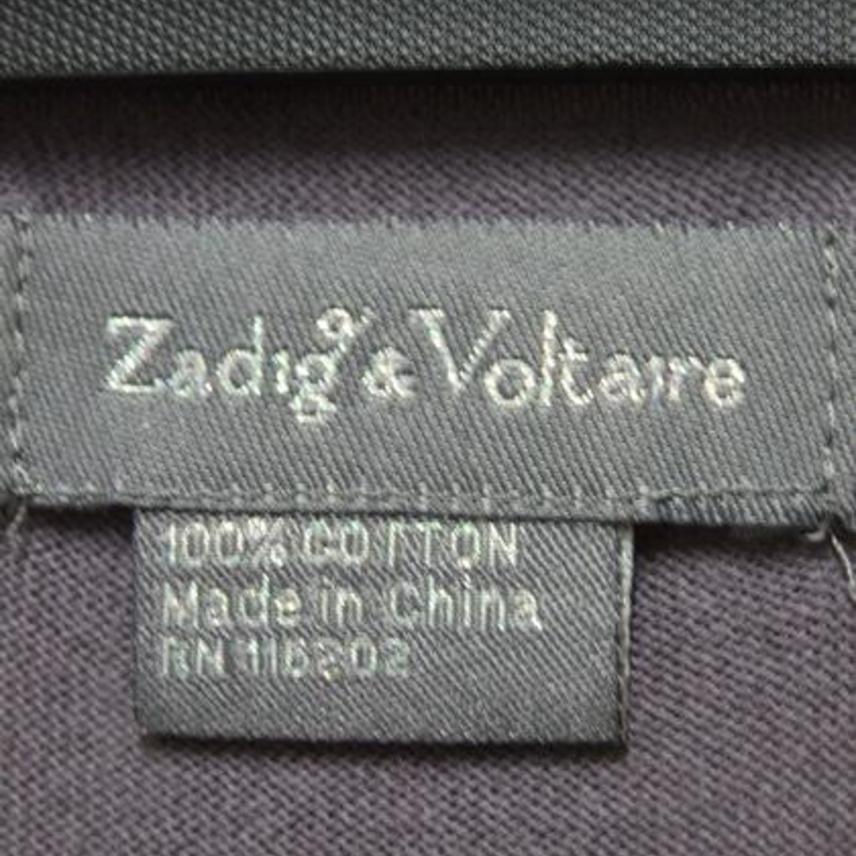 Zadig & Voltaire
100% COTTON
Made in China
RN 116202